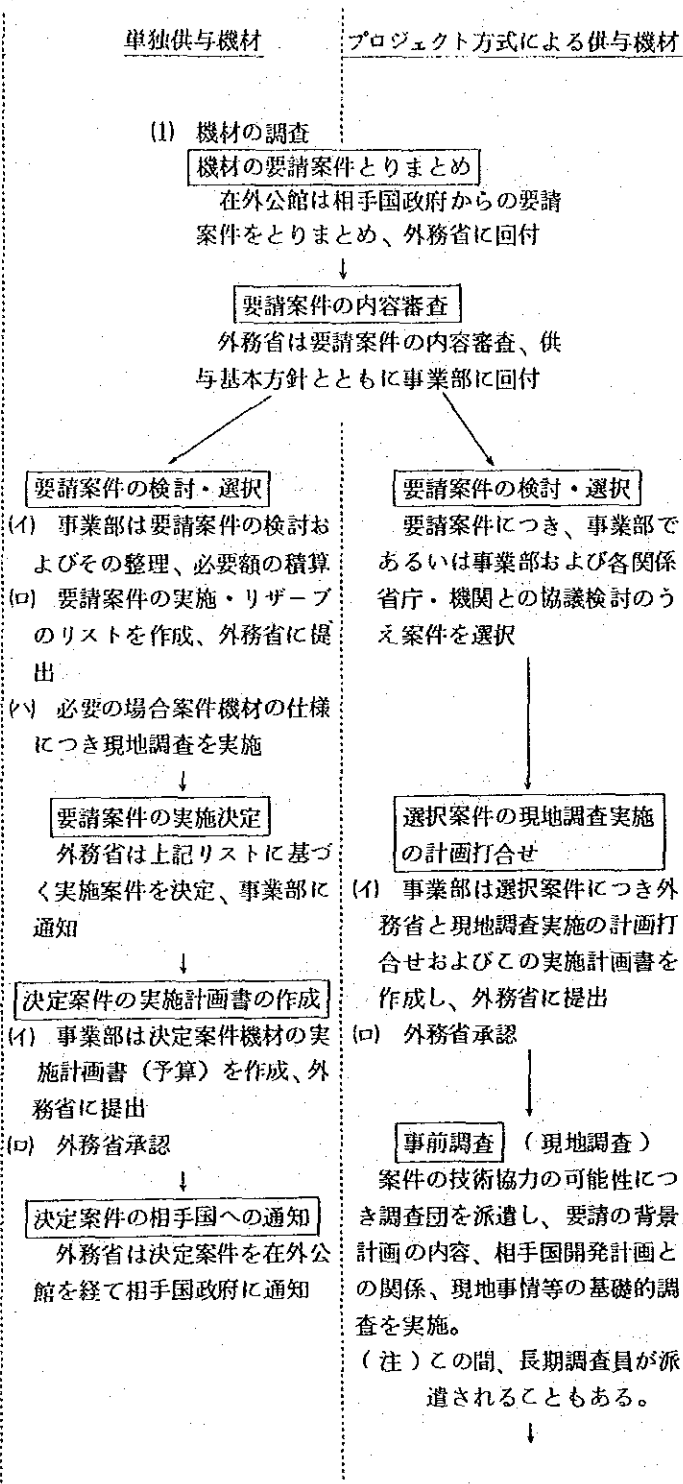 単独供与機材
プロジェクト方式による供与機材
(1) 機材の調査
機材の要請案件とりまとめ
在外公館は相手国政府からの要請
案件をとりまとめ、外務省に回付
↓
要請案件の内容審査
外務省は要請案件の内容審査、供
与基本方針とともに事業部に回付
要請案件の検討・選択
(イ) 事業部は要請案件の検討お
よびその整理、必要額の積算
(ロ) 要請案件の実施・リザーブ
のリストを作成、外務省に提
出
(ハ) 必要の場合案件機材の仕様
につき現地調査を実施
↓
要請案件の実施決定
外務省は上記リストに基づ
く実施案件を決定、事業部に
通知
↓
決定案件の実施計画書の作成
(イ) 事業部は決定案件機材の実
施計画書（予算）を作成、外
務省に提出
(ロ) 外務省承認
↓
決定案件の相手国への通知
外務省は決定案件を在外公
館を経て相手国政府に通知
要請案件の検討・選択
要請案件につき、事業部で
あるいは事業部および各関係
省庁・機関との協議検討のう
え案件を選択
↓
選択案件の現地調査実施
の計画打合せ
(イ) 事業部は選択案件につき外
務省と現地調査実施の計画打
合せおよびこの実施計画書を
作成し、外務省に提出
(ロ) 外務省承認
↓
事前調査（現地調査）
案件の技術協力の可能性につ
き調査団を派遣し、要請の背景
計画の内容、相手国開発計画と
の関係、現地事情等の基礎的調
査を実施。
（注）この間、長期調査員が派
遣されることもある。
↓